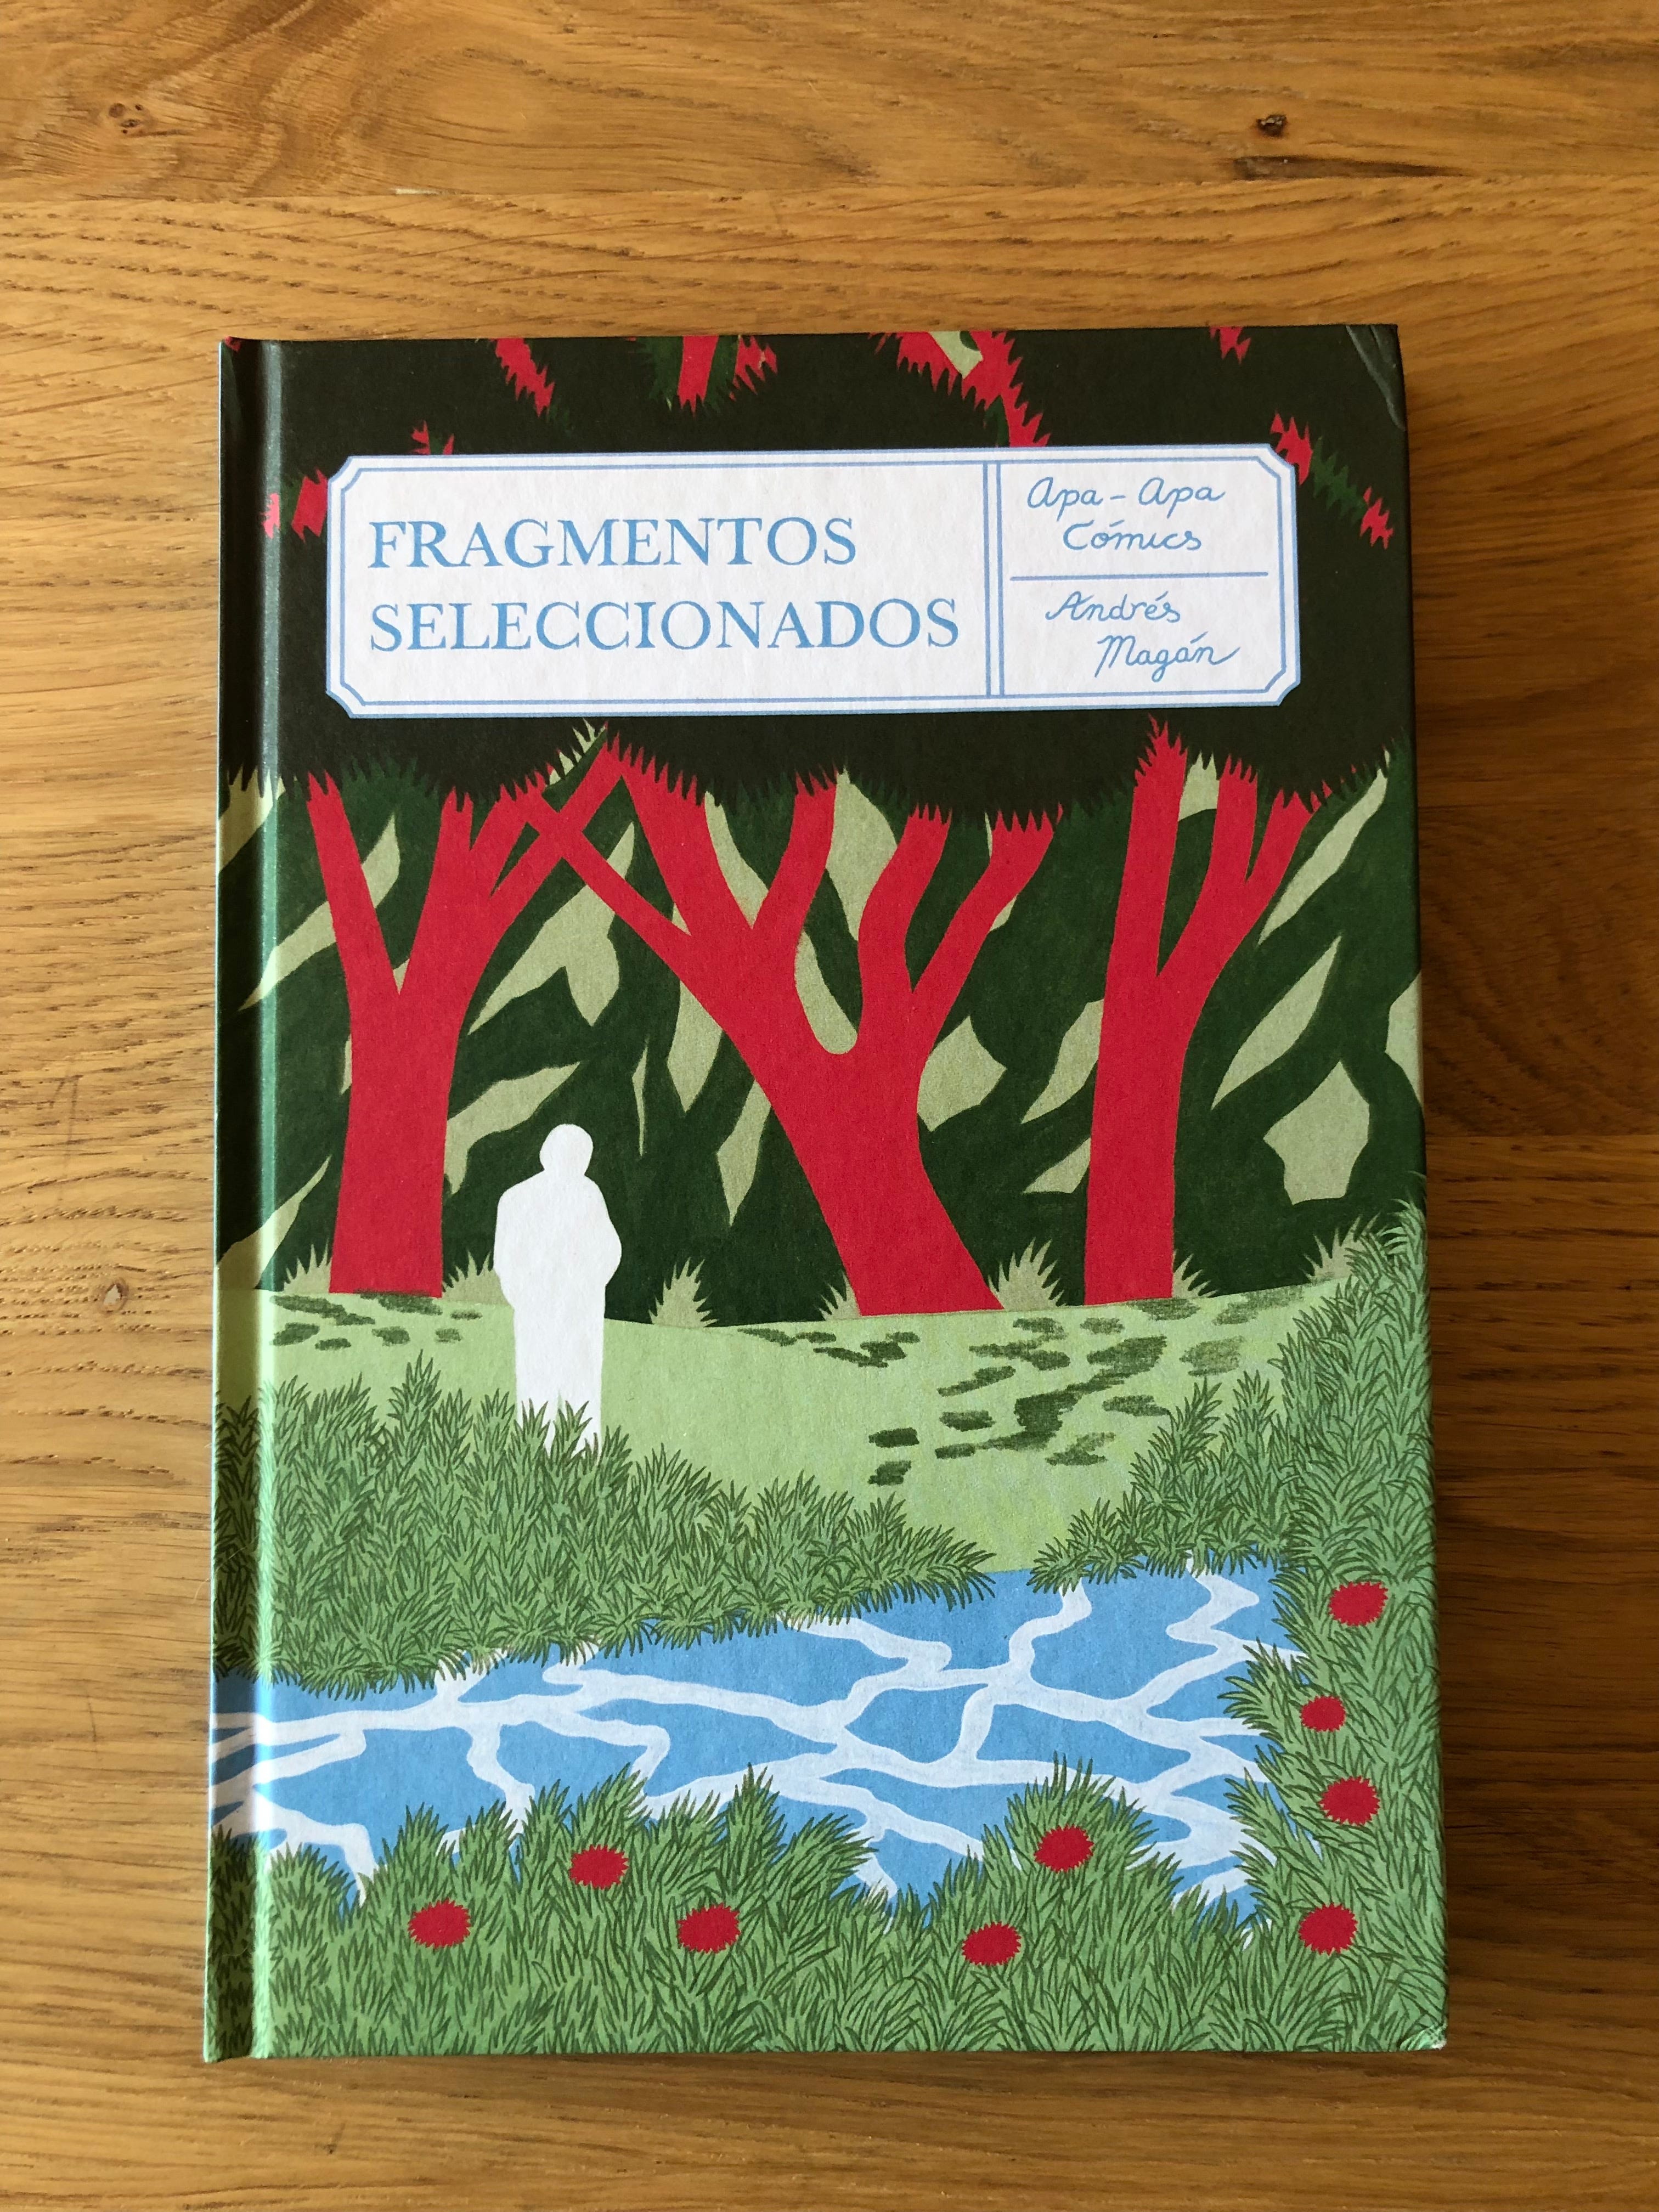 FRAGMENTOS
SELECCIONADOS
Apa-Apa
Cómics
Andrés
Magán